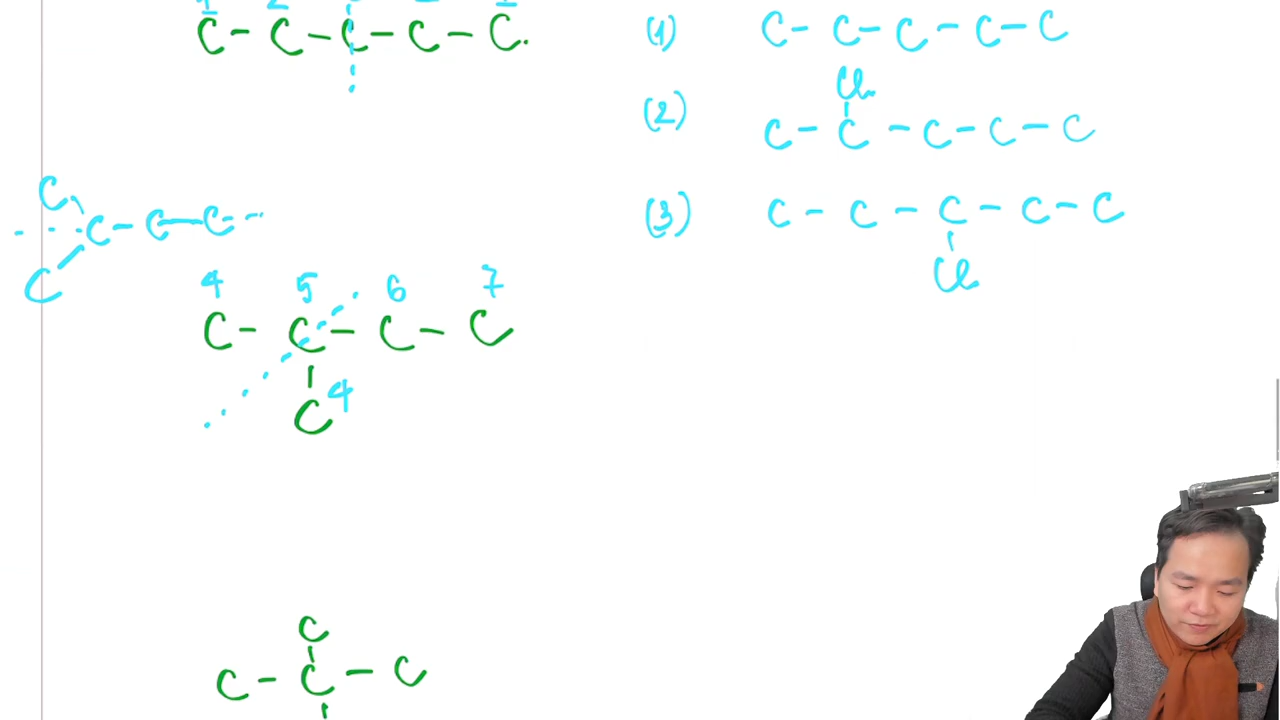 C - C - C - C - C.
(1) C - C - C - C - C
Cl
(2) C - C - C - C - C
C
(3) C - C - C - C - C
C - C - C
C
Cl
4 5 6 7
C - C - C - C
C 4
C
C - C - C